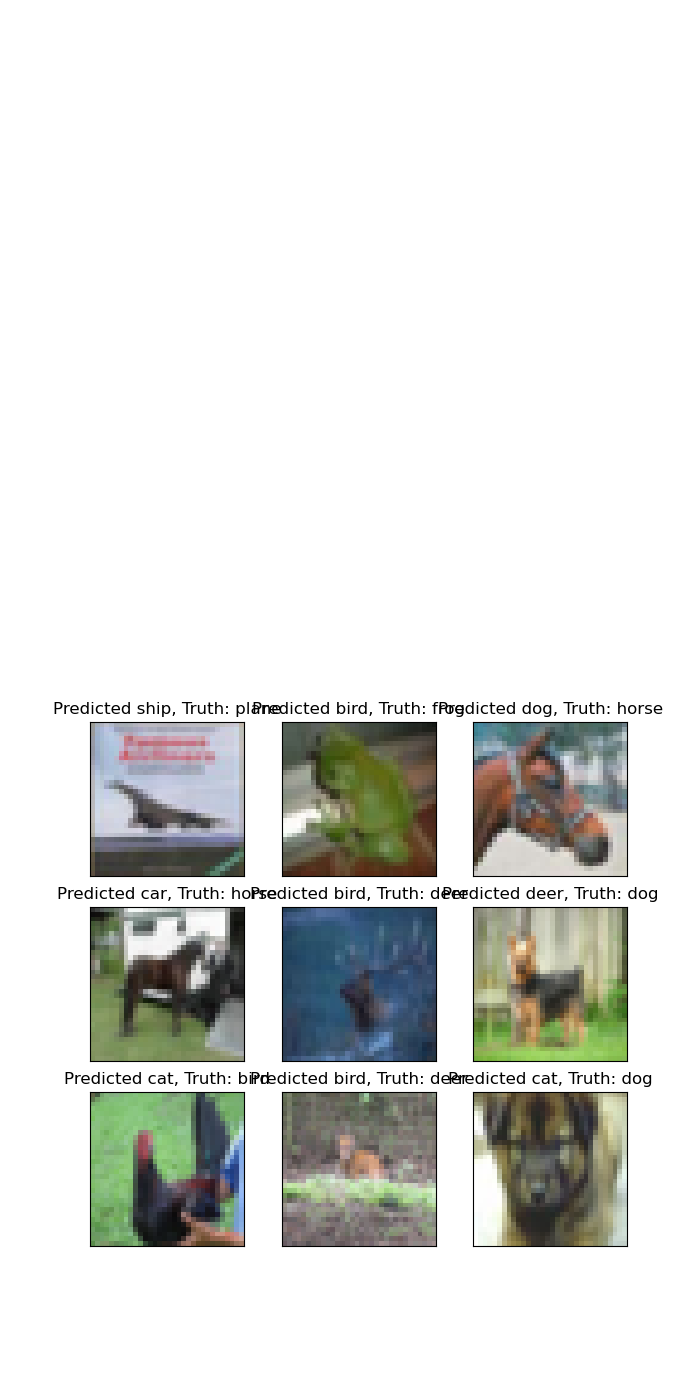 Predicted ship, Truth: plane
Predicted bird, Truth: frog
Predicted dog, Truth: horse
Predicted car, Truth: horse
Predicted bird, Truth: deer
Predicted deer, Truth: dog
Predicted cat, Truth: bird
Predicted bird, Truth: deer
Predicted cat, Truth: dog